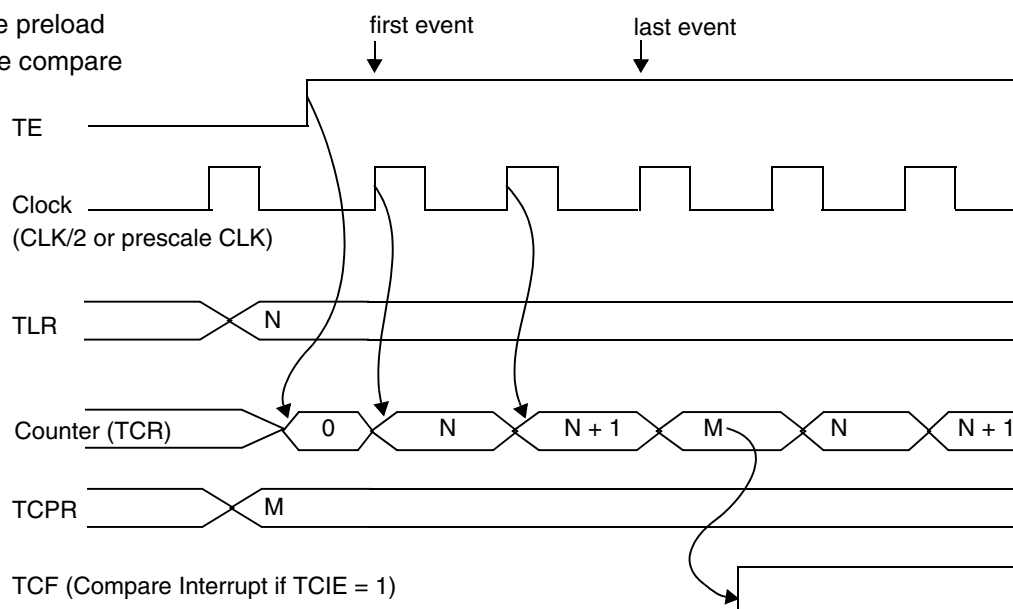 e preload
e compare
first event
last event
TE
Clock
(CLK/2 or prescale CLK)
TLR
N
Counter (TCR)
0
N
N + 1
M
N
N + 1
TCPR
M
TCF (Compare Interrupt if TCIE = 1)